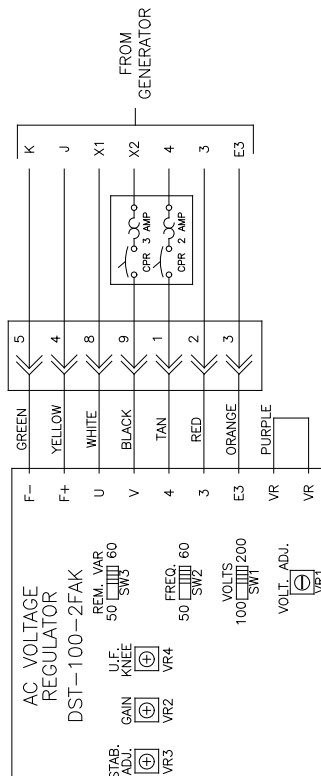 AC VOLTAGE
REGULATOR
DST-100-2FAK
STAB.
ADJ.
VR3
GAIN
VR2
U.F.
KNEE
VR4
REM. VAR
50 60
SW3
FREQ.
50 60
SW2
VOLTS
100 200
SW1
VOLT. ADJ.
VR1
F- GREEN 5 K
F+ YELLOW 4 J
U WHITE 8 X1
V BLACK 9 CPR 3 AMP X2
4 TAN 1 CPR 2 AMP 4
3 RED 2 3
E3 ORANGE 3 E3
VR PURPLE
VR
FROM
GENERATOR